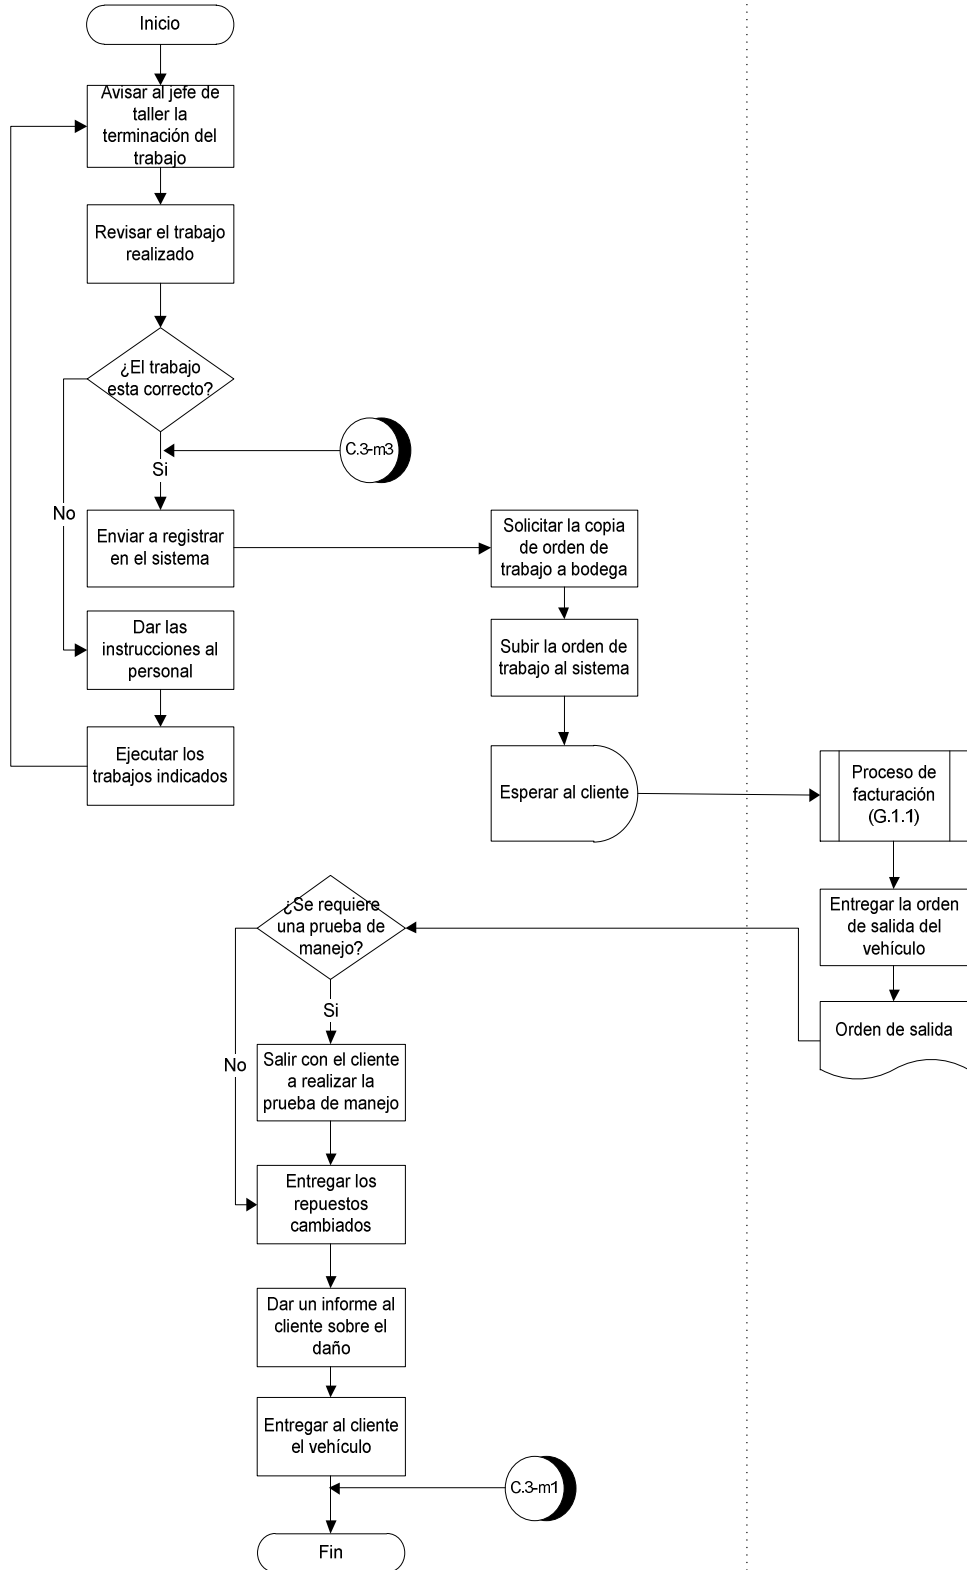 Inicio
Avisar al jefe de
taller la
terminación del
trabajo
Revisar el trabajo
realizado
¿El trabajo
esta correcto?
C.3-m3
Si
No
Enviar a registrar
en el sistema
Solicitar la copia
de orden de
trabajo a bodega
Dar las
instrucciones al
personal
Subir la orden de
trabajo al sistema
Ejecutar los
trabajos indicados
Esperar al cliente
Proceso de
facturación
(G.1.1)
¿Se requiere
una prueba de
manejo?
Entregar la orden
de salida del
vehículo
Si
Orden de salida
No
Salir con el cliente
a realizar la
prueba de manejo
Entregar los
repuestos
cambiados
Dar un informe al
cliente sobre el
daño
Entregar al cliente
el vehículo
C.3-m1
Fin